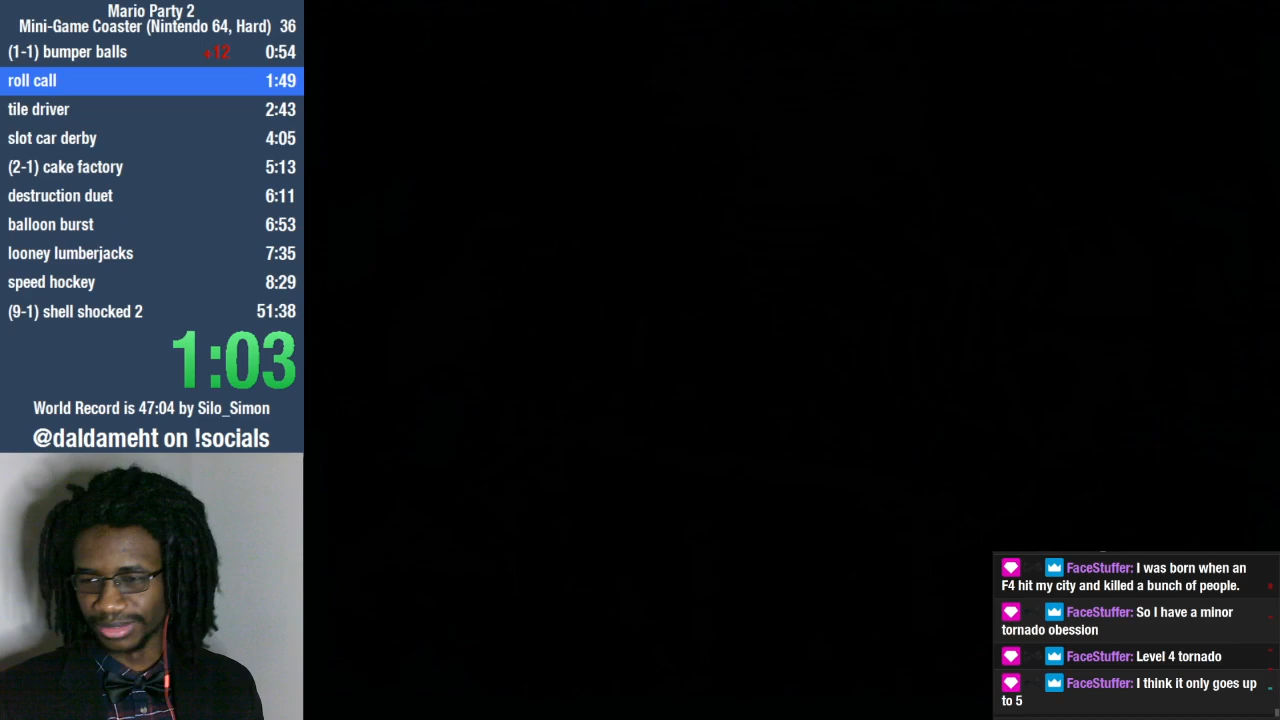 Mario Party 2
Mini-Game Coaster (Nintendo 64, Hard) 36
(1-1) bumper balls +12 0:54
roll call 1:49
tile driver 2:43
slot car derby 4:05
(2-1) cake factory 5:13
destruction duet 6:11
balloon burst 6:53
looney lumberjacks 7:35
speed hockey 8:29
(9-1) shell shocked 2 51:38
1:03
World Record is 47:04 by Silo_Simon
@daldameht on !socials
FaceStuffer: I was born when an
F4 hit my city and killed a bunch of people.
FaceStuffer: So I have a minor
tornado obession
FaceStuffer: Level 4 tornado
FaceStuffer: I think it only goes up
to 5